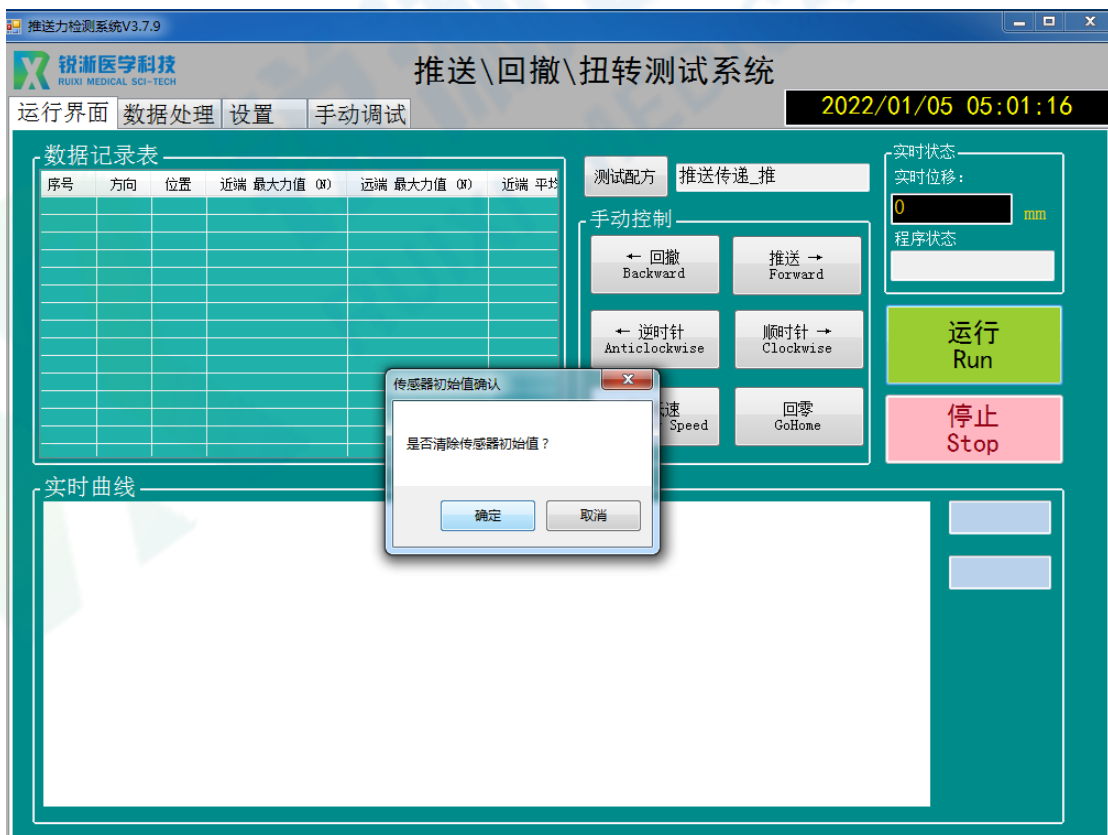 推送力检测系统V3.7.9
锐淅医学科技
RUIXI MEDICAL SCI-TECH
推送\回撤\扭转测试系统
运行界面 数据处理 设置 手动调试
2022/01/05 05:01:16
数据记录表
序号 方向 位置 近端 最大力值 (N) 远端 最大力值 (N) 近端 平均
测试配方 推送传递_推
手动控制
← 回撤
Backward
推送 →
Forward
← 逆时针
Anticlockwise
顺时针 →
Clockwise
速
Speed
回零
GoHome
实时状态
实时位移:
0 mm
程序状态
运行
Run
停止
Stop
传感器初始值确认
是否清除传感器初始值?
确定 取消
实时曲线